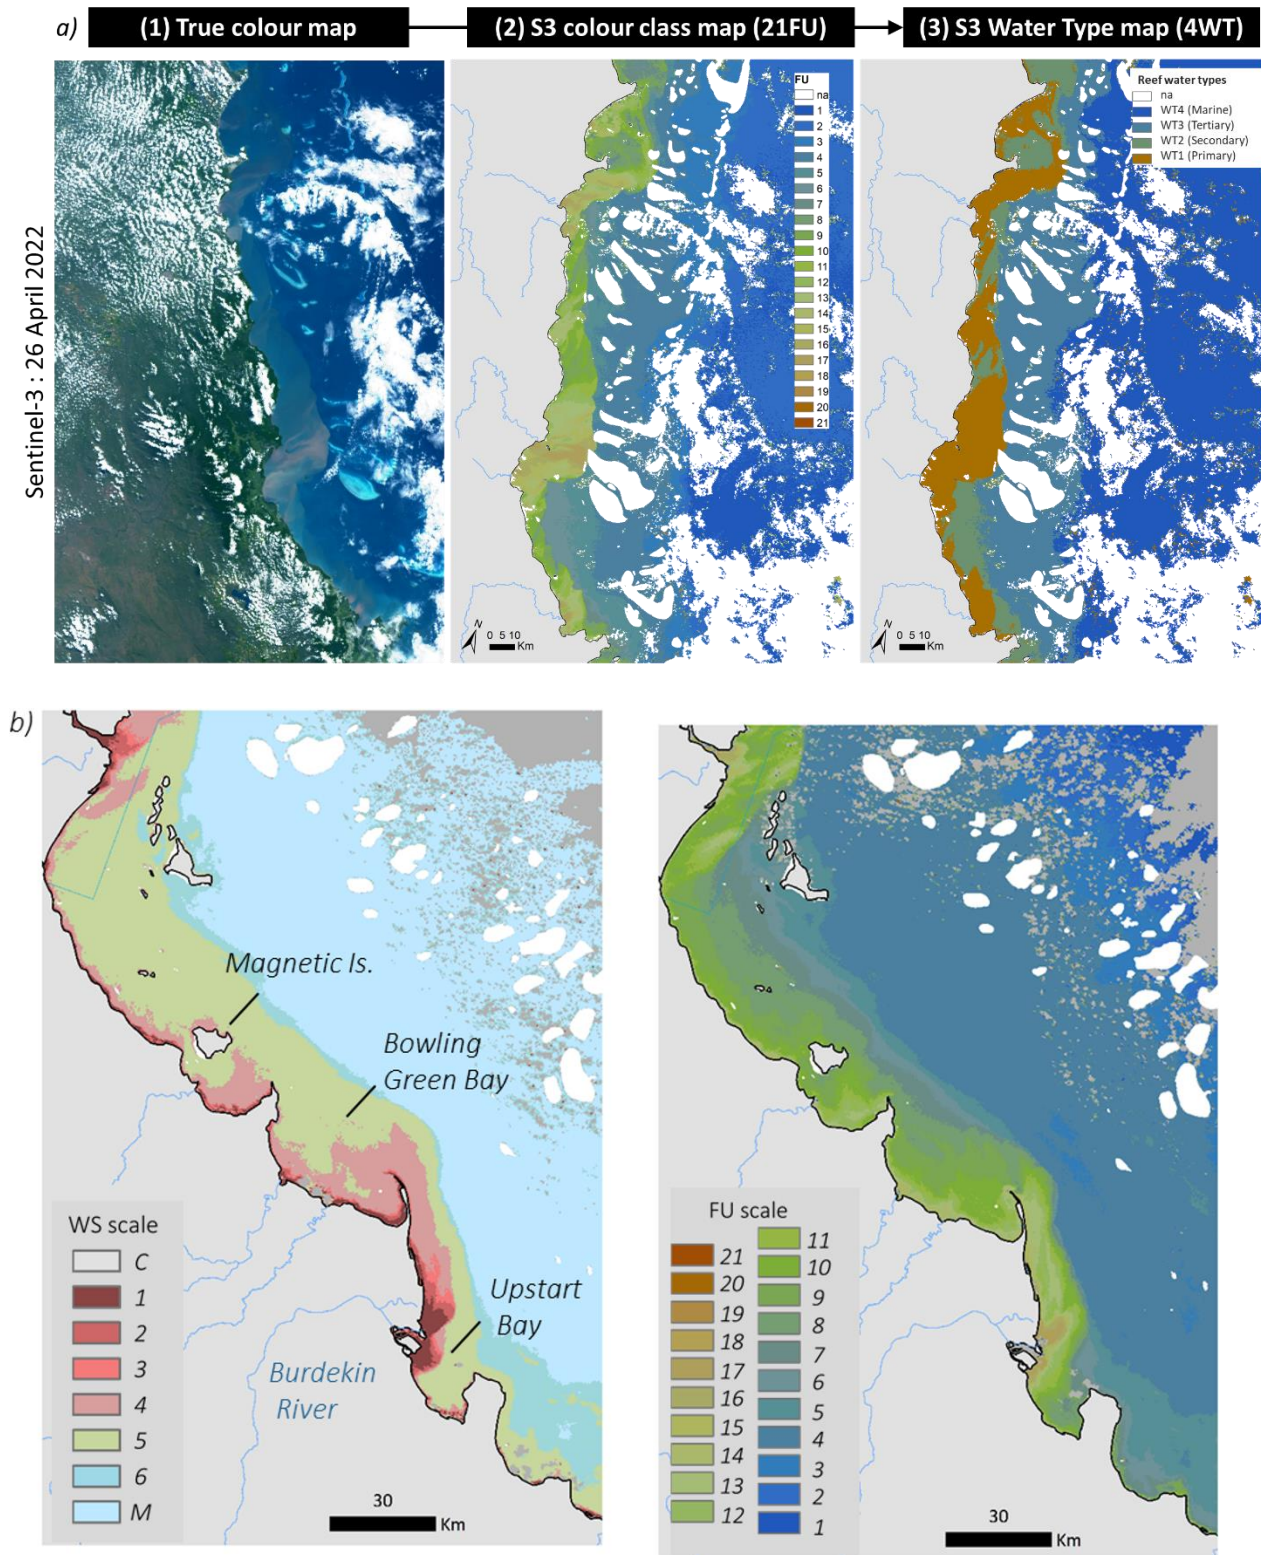 a)
(1) True colour map
(2) S3 colour class map (21FU)
(3) S3 Water Type map (4WT)
Sentinel-3 : 26 April 2022
FU
na
1
2
3
4
5
6
7
8
9
10
11
12
13
14
15
16
17
18
19
20
21
N
0 5 10
Km
Reef water types
na
WT4 (Marine)
WT3 (Tertiary)
WT2 (Secondary)
WT1 (Primary)
N
0 5 10
Km
b)
Magnetic Is.
Bowling
Green Bay
Upstart
Bay
Burdekin
River
WS scale
C
1
2
3
4
5
6
M
30
Km
FU scale
21
20
19
18
17
16
15
14
13
12
11
10
9
8
7
6
5
4
3
2
1
30
Km